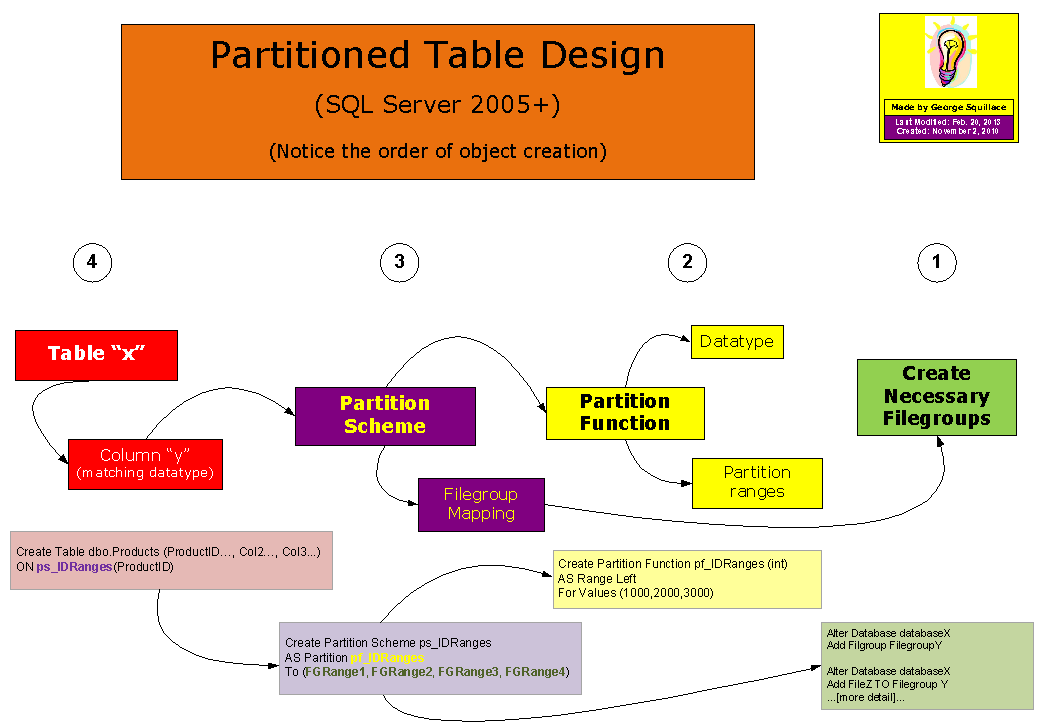 Partitioned Table Design
(SQL Server 2005+)
(Notice the order of object creation)
Made by George Squillace
Last Modified: Feb. 20, 2013
Created: November 2, 2010
4
3
2
1
Table “x”
Column “y”
(matching datatype)
Partition
Scheme
Filegroup
Mapping
Partition
Function
Datatype
Partition
ranges
Create
Necessary
Filegroups
Create Table dbo.Products (ProductID…, Col2…, Col3...)
ON ps_IDRanges(ProductID)
Create Partition Scheme ps_IDRanges
AS Partition pf_IDRanges
To (FGRange1, FGRange2, FGRange3, FGRange4)
Create Partition Function pf_IDRanges (int)
AS Range Left
For Values (1000,2000,3000)
Alter Database databaseX
Add Filgroup FilegroupY
Alter Database databaseX
Add FileZ TO Filegroup Y
...[more detail]...